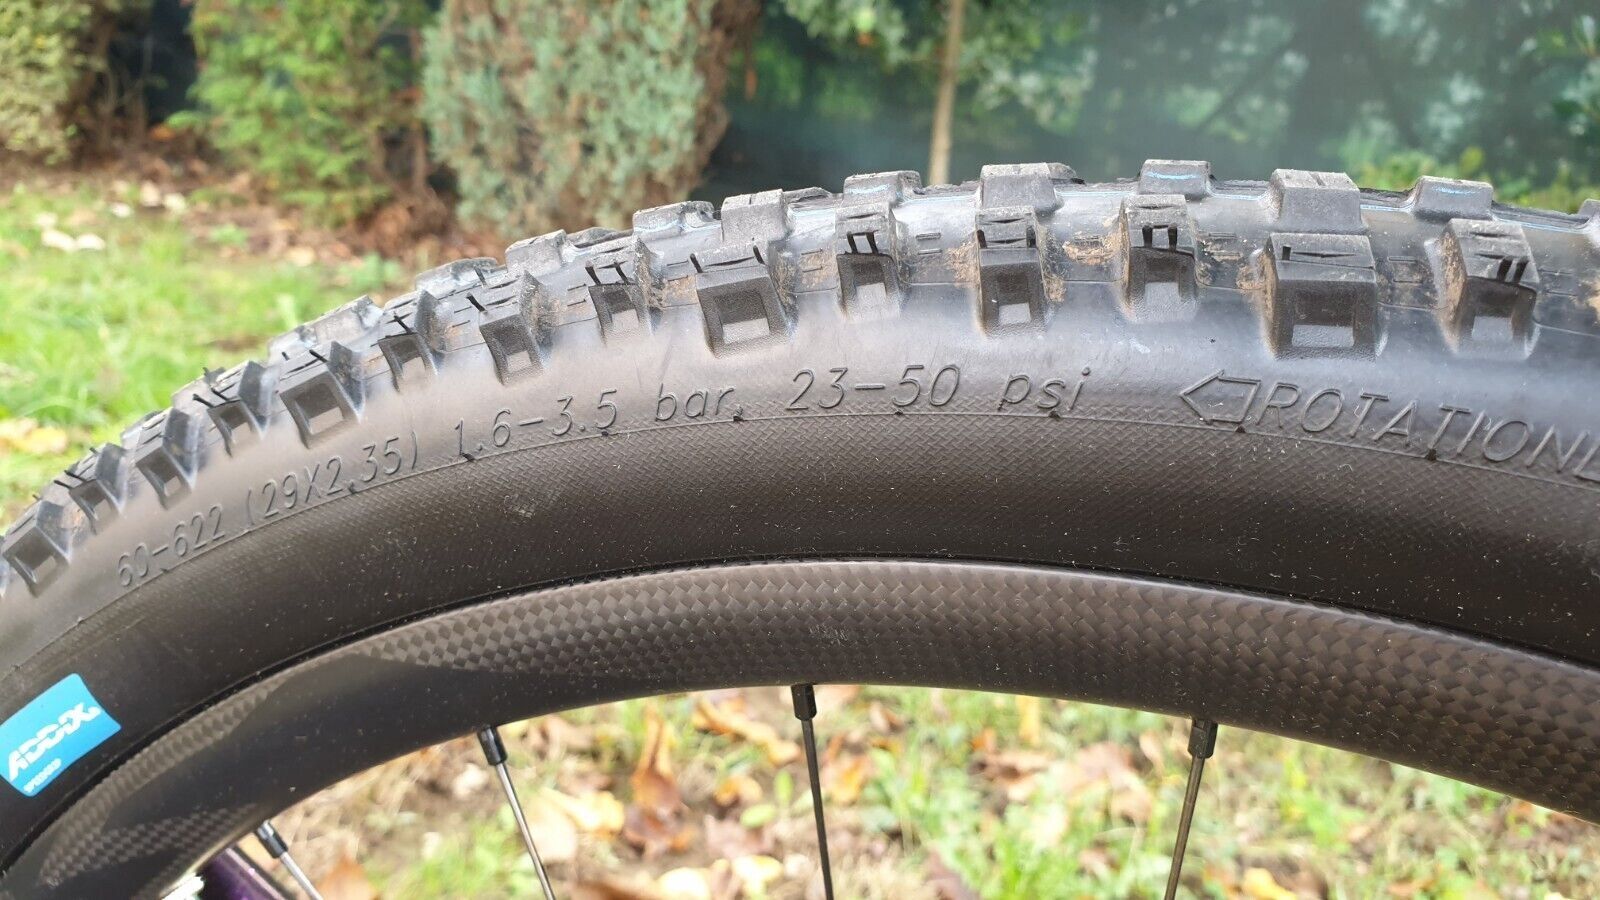 60-622 (29X2.35) 1.6-3.5 bar, 23-50 psi ROTATION
ADDIX